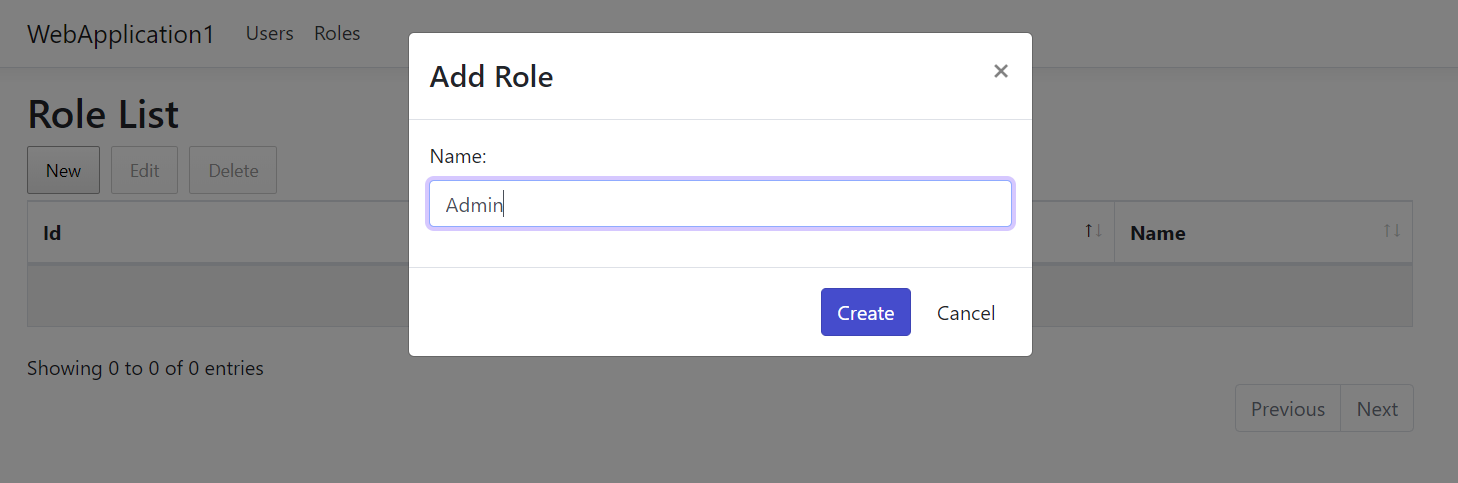 WebApplication1 Users Roles
Add Role ×
Role List
Name:
New Edit Delete
Admin
Id ↑↓ Name ↑↓
Create Cancel
Showing 0 to 0 of 0 entries
Previous Next